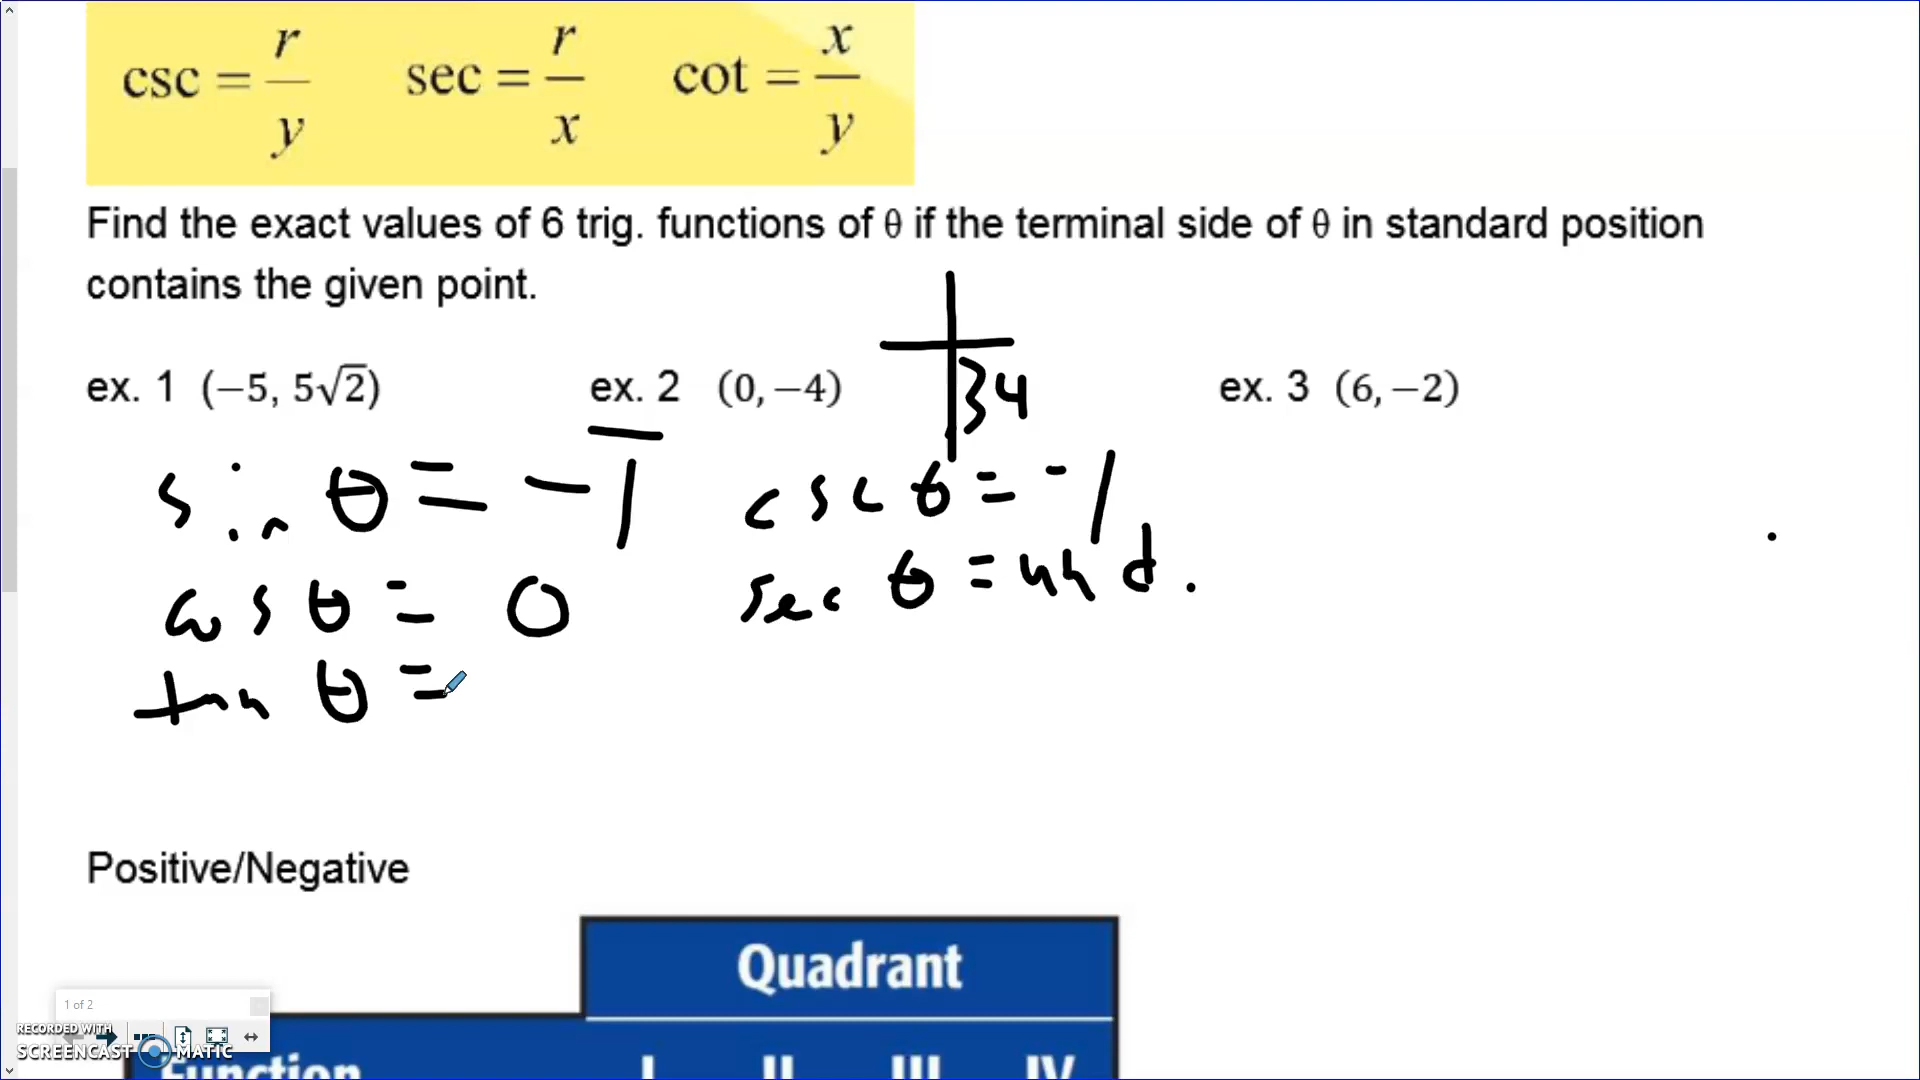 csc = r/y sec = r/x cot = x/y
Find the exact values of 6 trig. functions of θ if the terminal side of θ in standard position
contains the given point.
ex. 1 (−5, 5√2) ex. 2 (0, −4) ex. 3 (6, −2)
4
sin θ = −1 csc θ = -1
cos θ = 0 sec θ = und.
tan θ =
Positive/Negative
Quadrant
Function I II III IV
1 of 2
RECORDED WITH
SCREENCAST MATIC